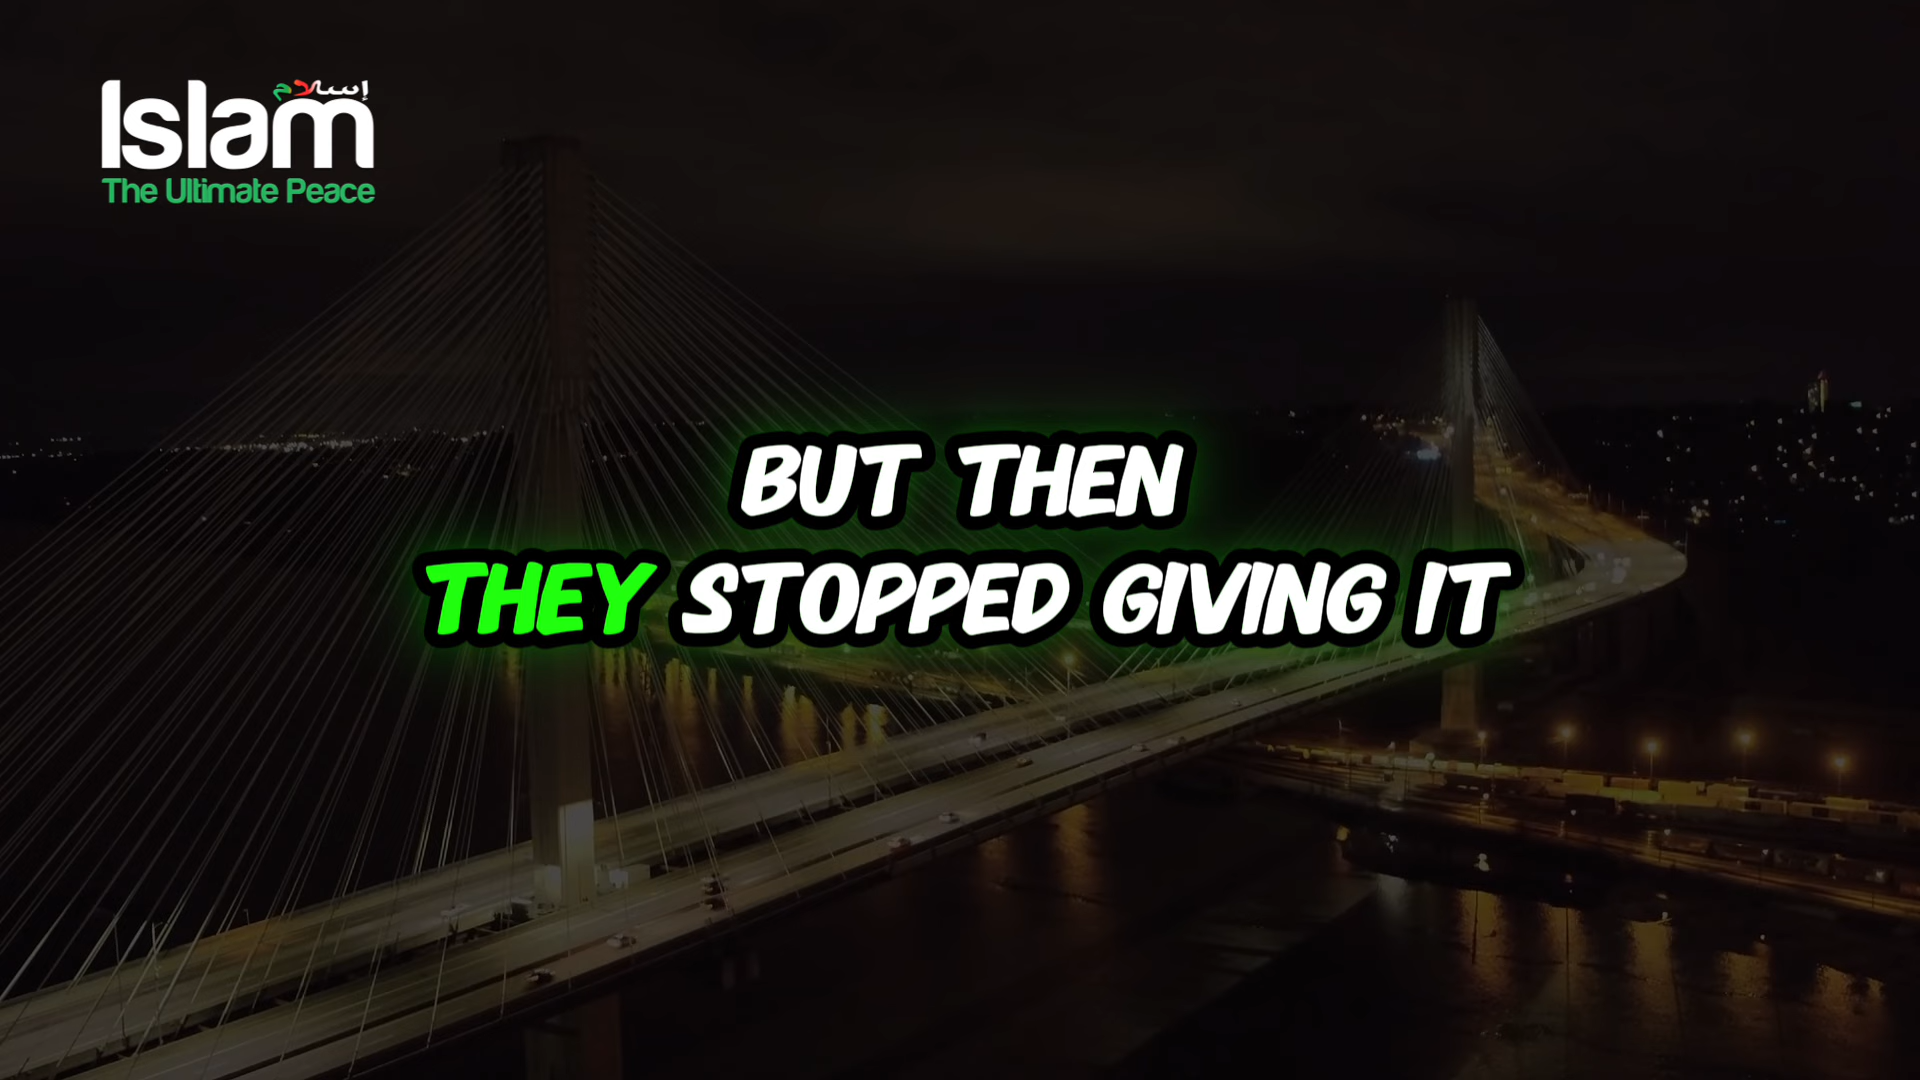 إسلام
Islam
The Ultimate Peace
BUT THEN
THEY STOPPED GIVING IT